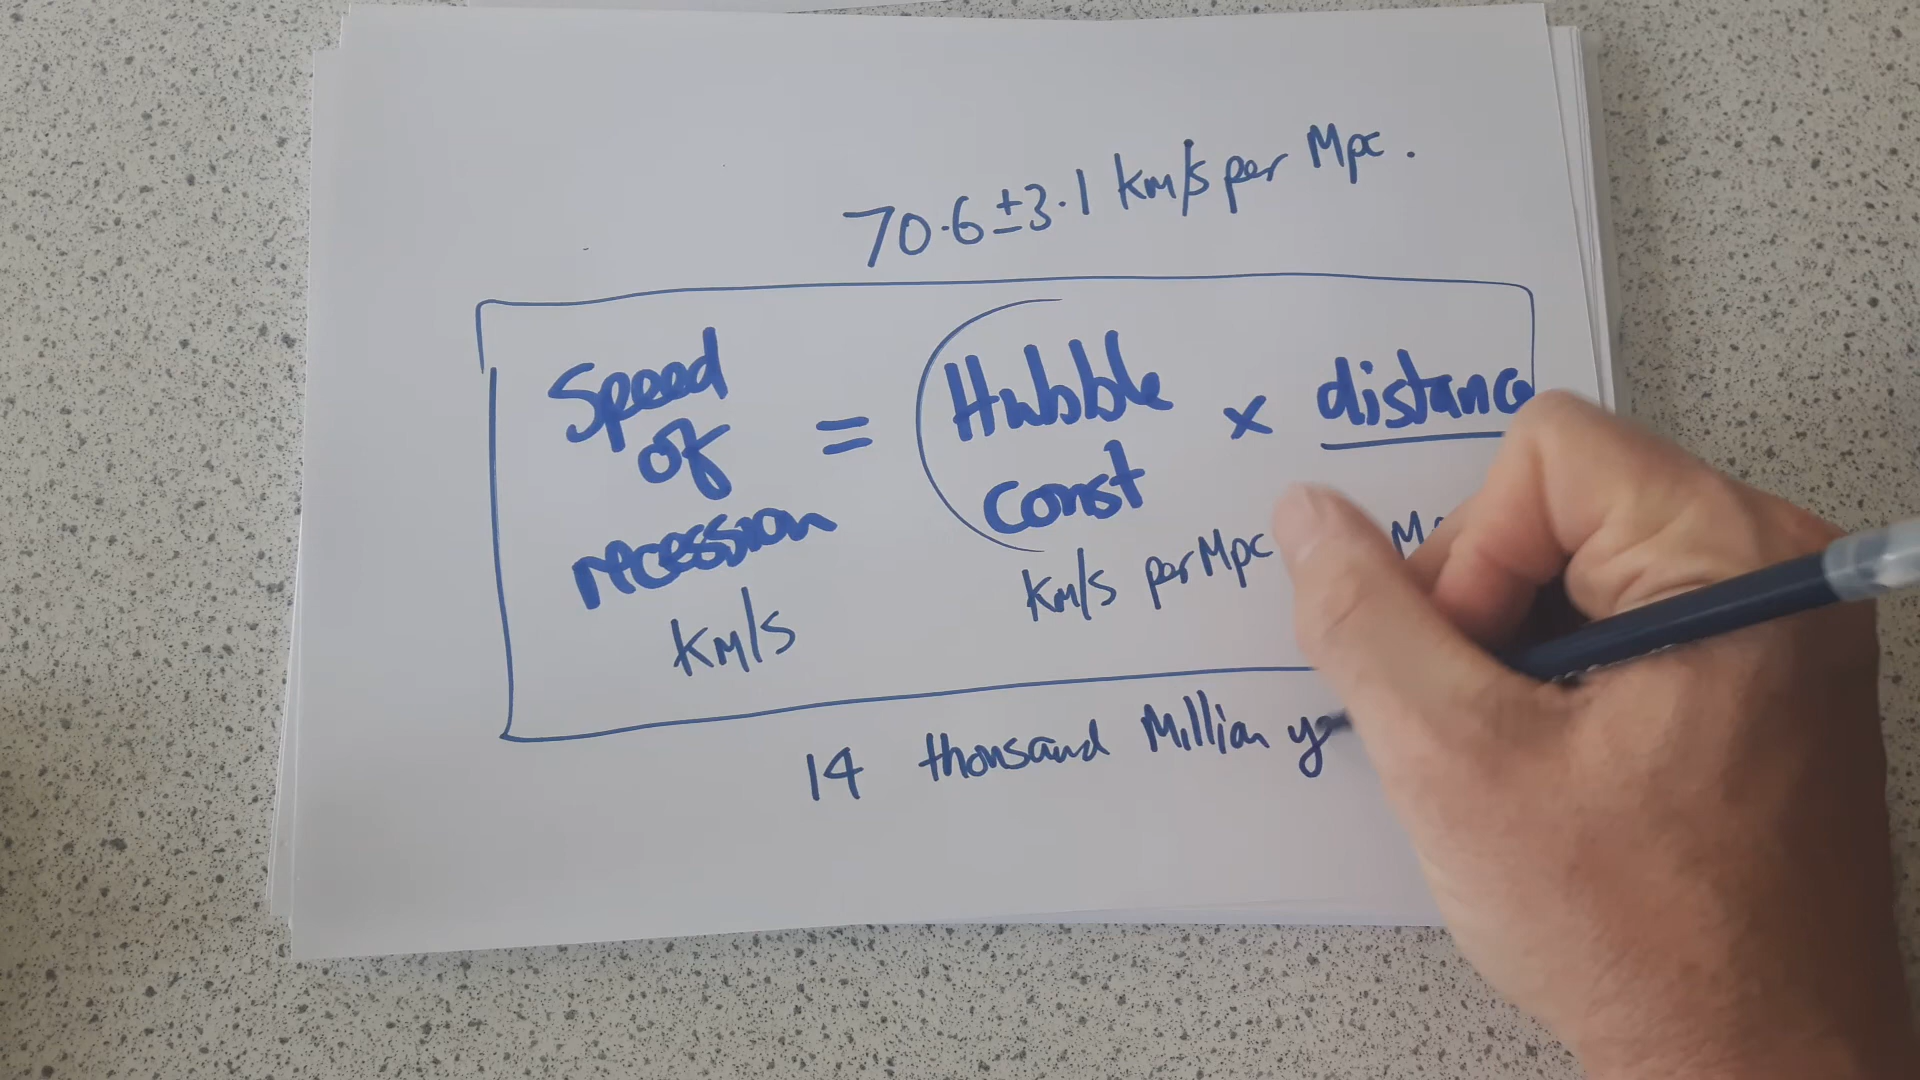 70.6 ± 3.1 km/s per Mpc.
Speed of recession = Hubble const × distance
km/s km/s per Mpc
14 thousand Million